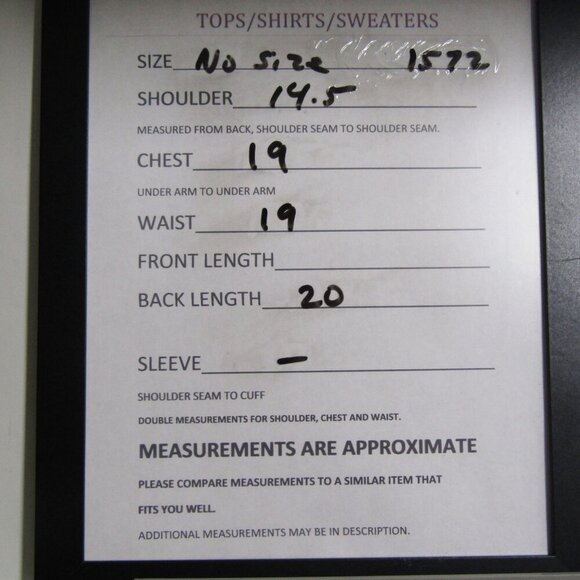 TOPS/SHIRTS/SWEATERS
SIZE No Size 1572
SHOULDER 14.5
MEASURED FROM BACK, SHOULDER SEAM TO SHOULDER SEAM.
CHEST 19
UNDER ARM TO UNDER ARM
WAIST 19
FRONT LENGTH
BACK LENGTH 20
SLEEVE –
SHOULDER SEAM TO CUFF
DOUBLE MEASUREMENTS FOR SHOULDER, CHEST AND WAIST.
MEASUREMENTS ARE APPROXIMATE
PLEASE COMPARE MEASUREMENTS TO A SIMILAR ITEM THAT
FITS YOU WELL.
ADDITIONAL MEASUREMENTS MAY BE IN DESCRIPTION.